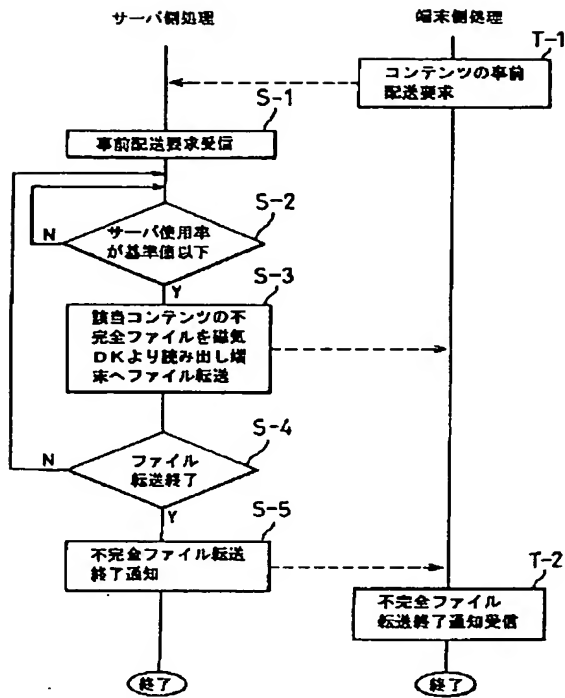 サーバ側処理
端末側処理
T-1
コンテンツの事前
配送要求
S-1
事前配送要求受信
S-2
N
サーバ使用率
が基準値以下
Y
S-3
該当コンテンツの不
完全ファイルを磁気
DKより読み出し端
末へファイル転送
S-4
N
ファイル
転送終了
Y
S-5
不完全ファイル転送
終了通知
T-2
不完全ファイル
転送終了通知受信
終了
終了